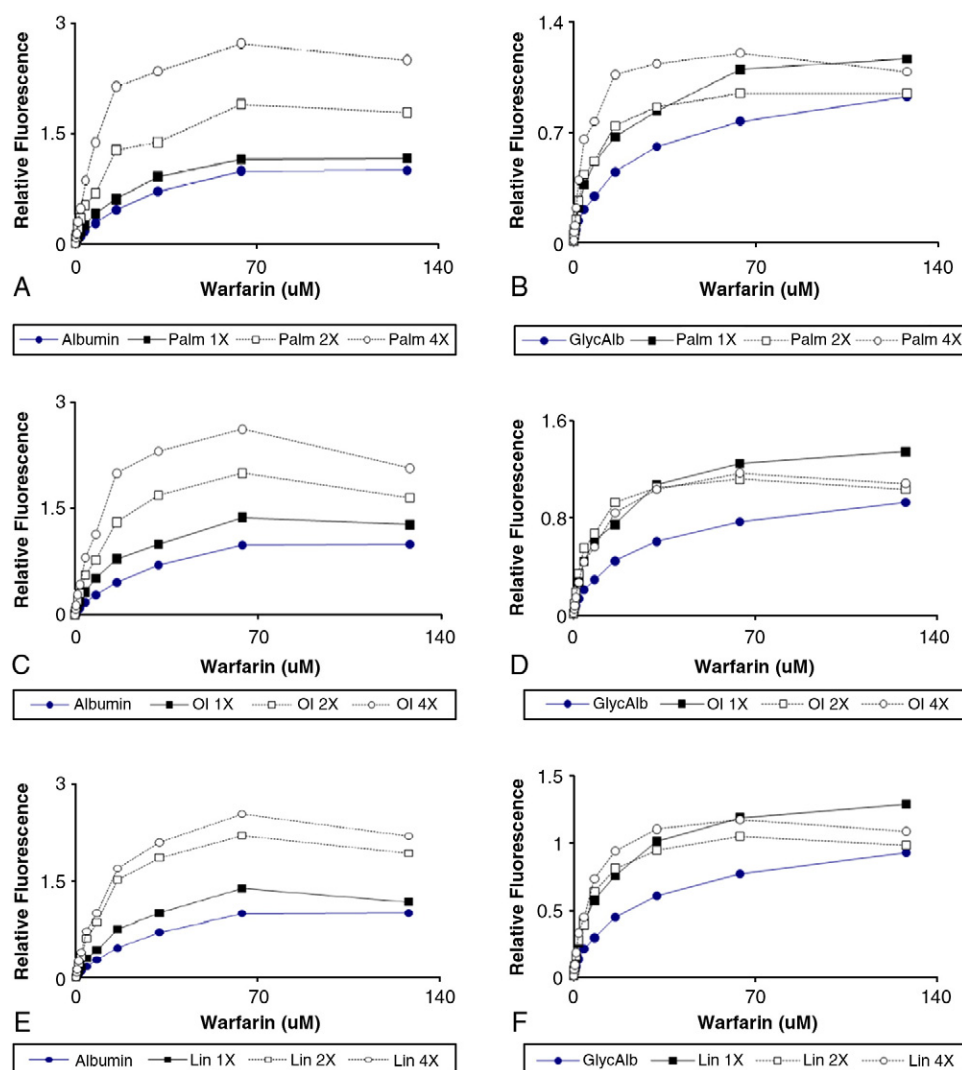 3
1.5
0
Relative Fluorescence
0
70
140
Warfarin (uM)
A
Albumin Palm 1X Palm 2X Palm 4X
1.4
0.7
0
Relative Fluorescence
0
70
140
Warfarin (uM)
B
GlycAlb Palm 1X Palm 2X Palm 4X
3
1.5
0
Relative Fluorescence
0
70
140
Warfarin (uM)
C
Albumin Ol 1X Ol 2X Ol 4X
1.6
0.8
0
Relative Fluorescence
0
70
140
Warfarin (uM)
D
GlycAlb Ol 1X Ol 2X Ol 4X
3
1.5
0
Relative Fluorescence
0
70
140
Warfarin (uM)
E
Albumin Lin 1X Lin 2X Lin 4X
1.5
1
0.5
0
Relative Fluorescence
0
70
140
Warfarin (uM)
F
GlycAlb Lin 1X Lin 2X Lin 4X